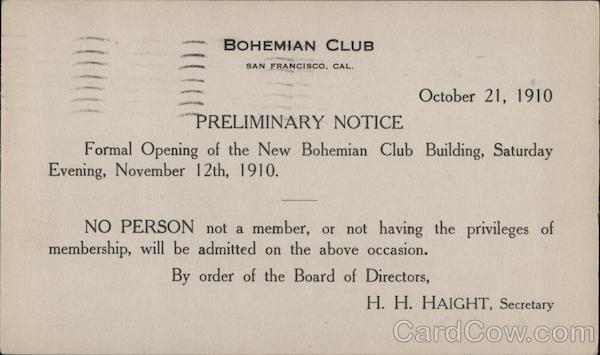 BOHEMIAN CLUB
SAN FRANCISCO, CAL.
October 21, 1910
PRELIMINARY NOTICE
Formal Opening of the New Bohemian Club Building, Saturday
Evening, November 12th, 1910.
NO PERSON not a member, or not having the privileges of
membership, will be admitted on the above occasion.
By order of the Board of Directors,
H. H. HAIGHT, Secretary
CardCow.com